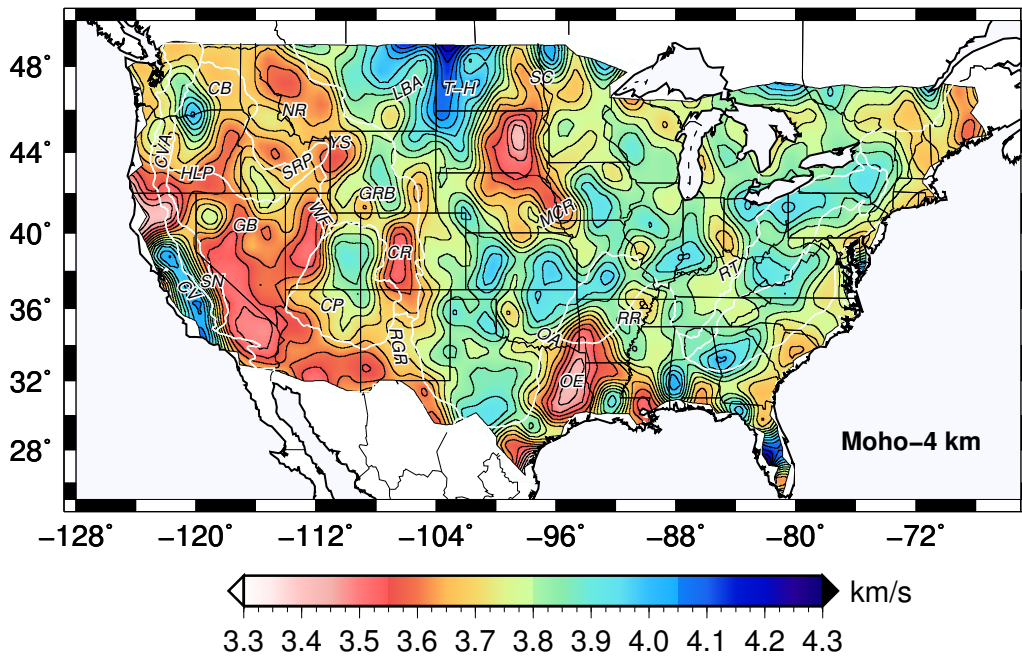 48˚
44˚
40˚
36˚
32˚
28˚
CB
NR
LBA
T−H
SC
CVA
HLP
SRP
YS
GRB
WF
GB
MCR
CR
SN
CV
CP
RGR
RT
RR
OA
OE
Moho−4 km
−128˚ −120˚ −112˚ −104˚ −96˚ −88˚ −80˚ −72˚
km/s
3.3 3.4 3.5 3.6 3.7 3.8 3.9 4.0 4.1 4.2 4.3